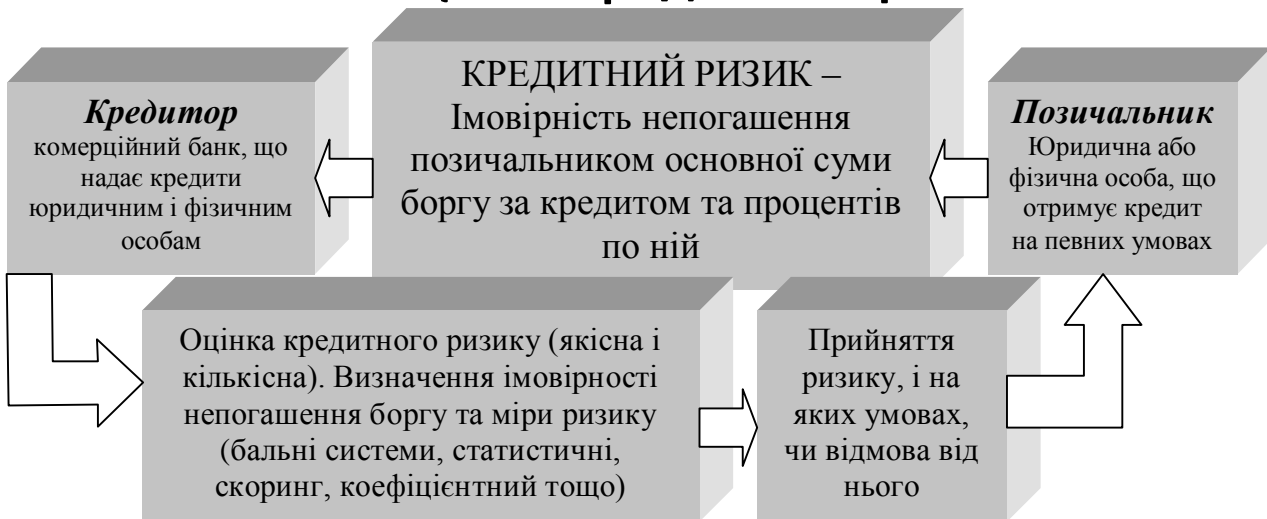 КРЕДИТНИЙ РИЗИК –
Імовірність непогашення
позичальником основної суми
боргу за кредитом та процентів
по ній
Кредитор
комерційний банк, що
надає кредити
юридичним і фізичним
особам
Позичальник
Юридична або
фізична особа, що
отримує кредит
на певних умовах
Оцінка кредитного ризику (якісна і
кількісна). Визначення імовірності
непогашення боргу та міри ризику
(бальні системи, статистичні,
скоринг, коефіцієнтний тощо)
Прийняття
ризику, і на
яких умовах,
чи відмова від
нього